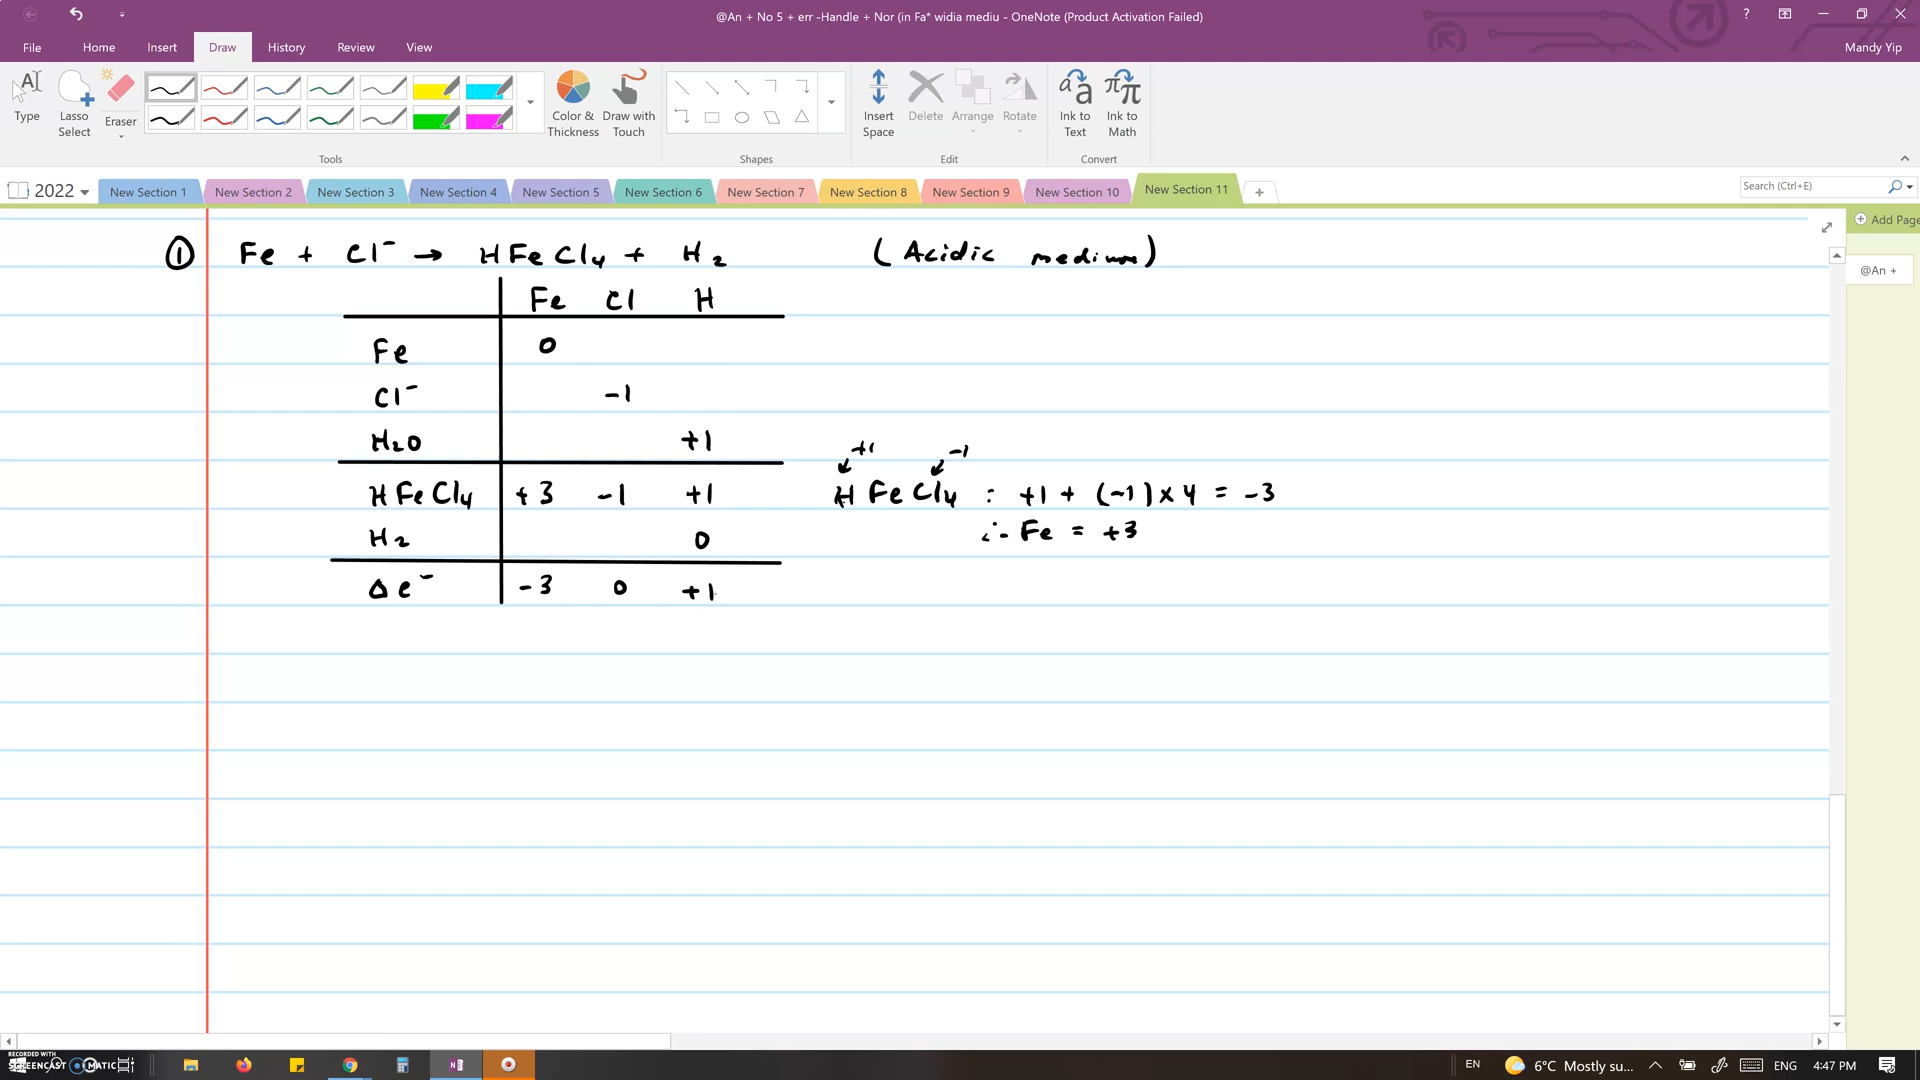 @An + No 5 + err -Handle + Nor (in Fa* widia mediu - OneNote (Product Activation Failed)
?
File Home Insert Draw History Review View Mandy Yip
Type Lasso Select Eraser Color & Thickness Draw with Touch Insert Space Delete Arrange Rotate Ink to Text Ink to Math
Tools Shapes Edit Convert
2022 New Section 1 New Section 2 New Section 3 New Section 4 New Section 5 New Section 6 New Section 7 New Section 8 New Section 9 New Section 10 New Section 11 Search (Ctrl+E)
Add Page
@An +
① Fe + Cl⁻ → HFeCl₄ + H₂ (Acidic medium)
Fe Cl H
Fe 0
Cl⁻ -1
H₂O +1
+1 -1
HFeCl₄ +3 -1 +1 HFeCl₄ : +1 + (-1) × 4 = -3
H₂ 0 ∴ Fe = +3
Δe⁻ -3 0 +1
RECORDED WITH
SCREENCAST MATIC
EN 6°C Mostly su... ENG 4:47 PM